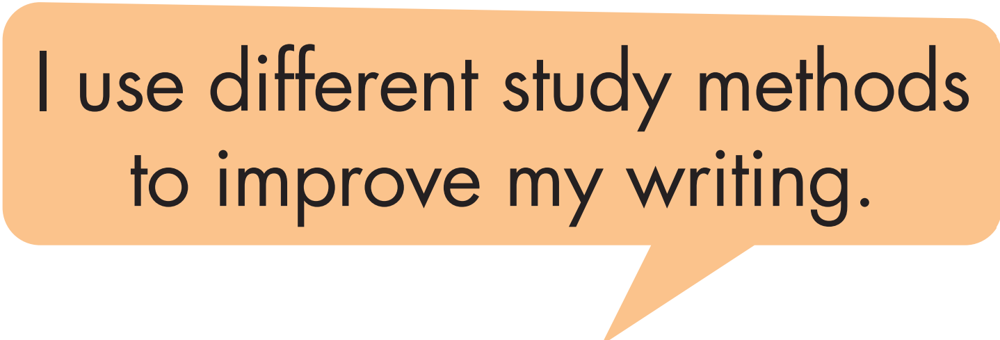 I use different study methods
to improve my writing.